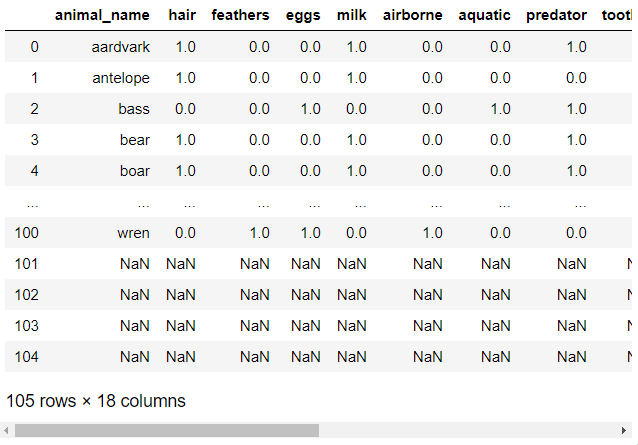 animal_name hair feathers eggs milk airborne aquatic predator
0 aardvark 1.0 0.0 0.0 1.0 0.0 0.0 1.0
1 antelope 1.0 0.0 0.0 1.0 0.0 0.0 0.0
2 bass 0.0 0.0 1.0 0.0 0.0 1.0 1.0
3 bear 1.0 0.0 0.0 1.0 0.0 0.0 1.0
4 boar 1.0 0.0 0.0 1.0 0.0 0.0 1.0
... ... ... ... ... ... ... ... ...
100 wren 0.0 1.0 1.0 0.0 1.0 0.0 0.0
101 NaN NaN NaN NaN NaN NaN NaN NaN
102 NaN NaN NaN NaN NaN NaN NaN NaN
103 NaN NaN NaN NaN NaN NaN NaN NaN
104 NaN NaN NaN NaN NaN NaN NaN NaN
105 rows × 18 columns